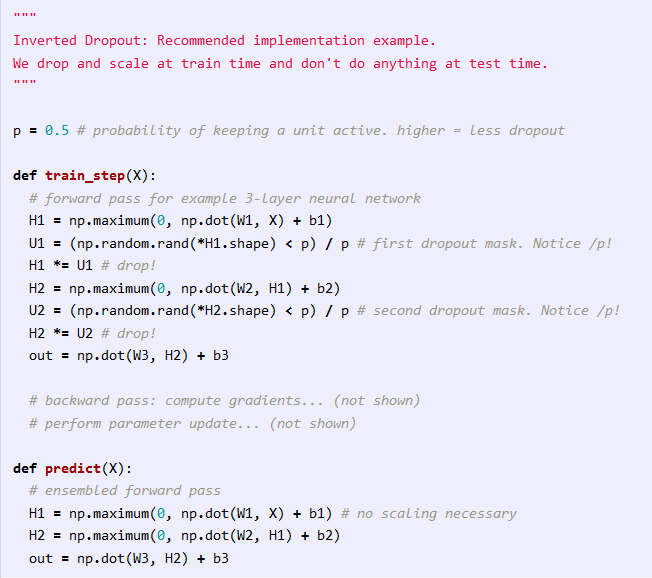 """
Inverted Dropout: Recommended implementation example.
We drop and scale at train time and don't do anything at test time.
"""
p = 0.5 # probability of keeping a unit active. higher = less dropout
def train_step(X):
  # forward pass for example 3-layer neural network
  H1 = np.maximum(0, np.dot(W1, X) + b1)
  U1 = (np.random.rand(*H1.shape) < p) / p # first dropout mask. Notice /p!
  H1 *= U1 # drop!
  H2 = np.maximum(0, np.dot(W2, H1) + b2)
  U2 = (np.random.rand(*H2.shape) < p) / p # second dropout mask. Notice /p!
  H2 *= U2 # drop!
  out = np.dot(W3, H2) + b3
  # backward pass: compute gradients... (not shown)
  # perform parameter update... (not shown)
def predict(X):
  # ensembled forward pass
  H1 = np.maximum(0, np.dot(W1, X) + b1) # no scaling necessary
  H2 = np.maximum(0, np.dot(W2, H1) + b2)
  out = np.dot(W3, H2) + b3